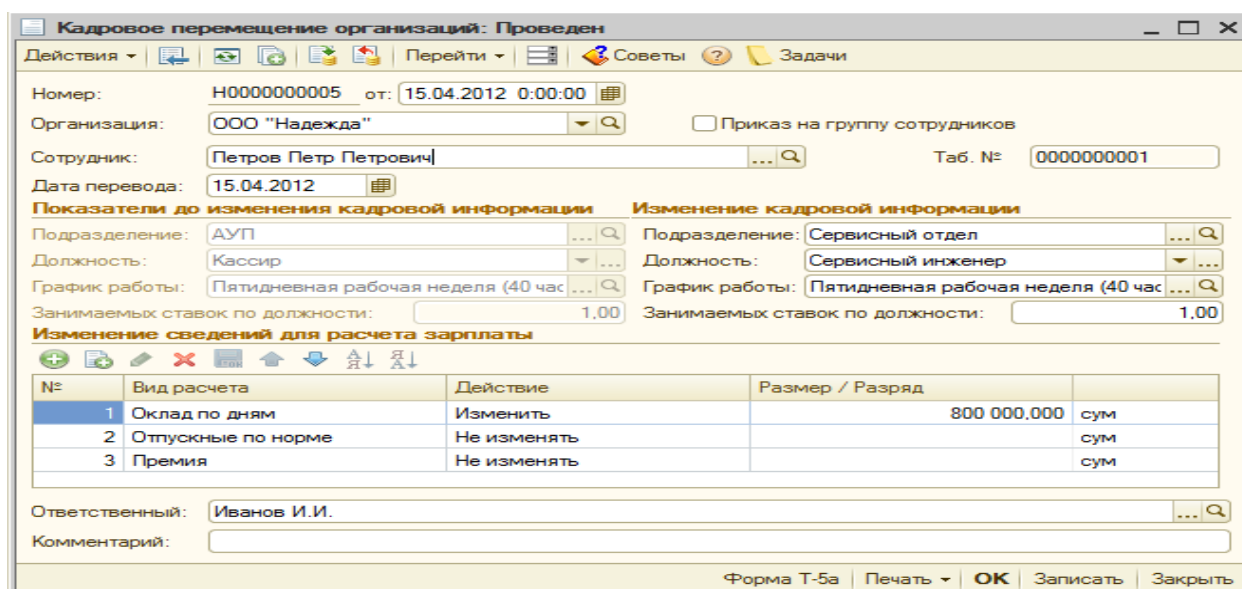 Кадровое перемещение организаций: Проведен
Действия Перейти Советы Задачи
Номер: Н0000000005 от: 15.04.2012 0:00:00
Организация: ООО "Надежда" Приказ на группу сотрудников
Сотрудник: Петров Петр Петрович ... Таб. № 0000000001
Дата перевода: 15.04.2012
Показатели до изменения кадровой информации Изменение кадровой информации
Подразделение: АУП ... Подразделение: Сервисный отдел ...
Должность: Кассир ... Должность: Сервисный инженер ...
График работы: Пятидневная рабочая неделя (40 час ... График работы: Пятидневная рабочая неделя (40 час ...
Занимаемых ставок по должности: 1,00 Занимаемых ставок по должности: 1,00
Изменение сведений для расчета зарплаты
№ Вид расчета Действие Размер / Разряд
1 Оклад по дням Изменить 800 000,000 сум
2 Отпускные по норме Не изменять сум
3 Премия Не изменять сум
Ответственный: Иванов И.И. ...
Комментарий:
Форма Т-5а Печать ОК Записать Закрыть